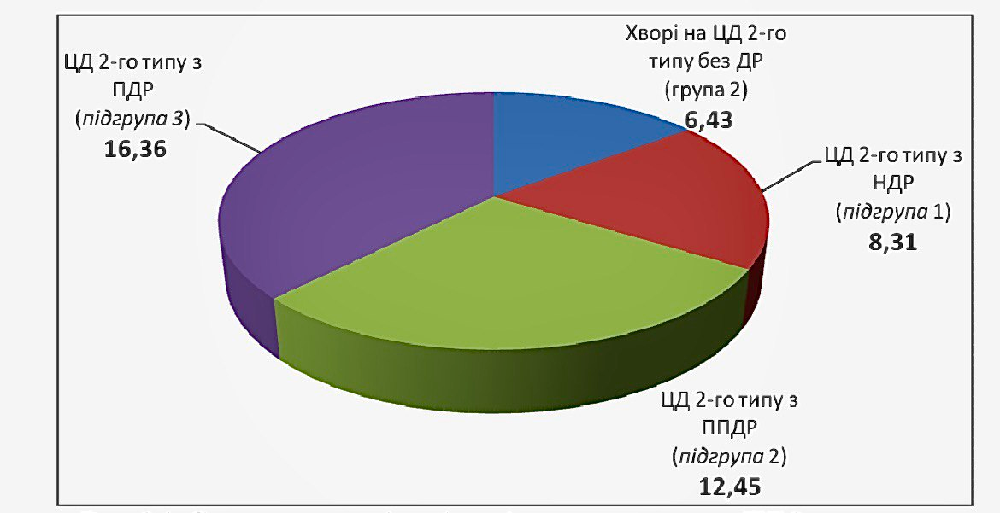 ЦД 2-го типу з
ПДР
(підгрупа 3)
16,36
Хворі на ЦД 2-го
типу без ДР
(група 2)
6,43
ЦД 2-го типу з
НДР
(підгрупа 1)
8,31
ЦД 2-го типу з
ППДР
(підгрупа 2)
12,45